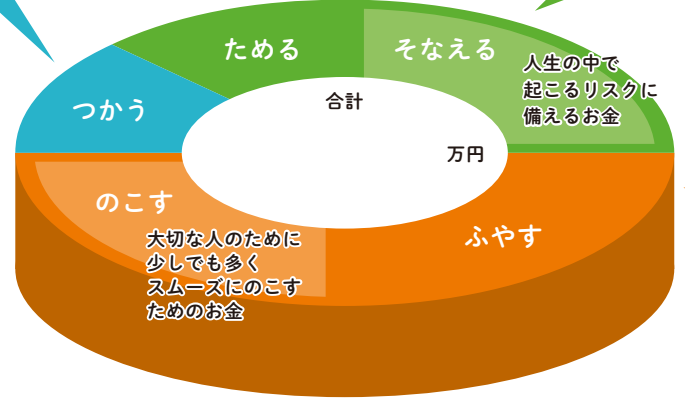 ためる
そなえる
人生の中で
起こるリスクに
備えるお金
つかう
合計
万円
のこす
大切な人のために
少しでも多く
スムーズにのこす
ためのお金
ふやす